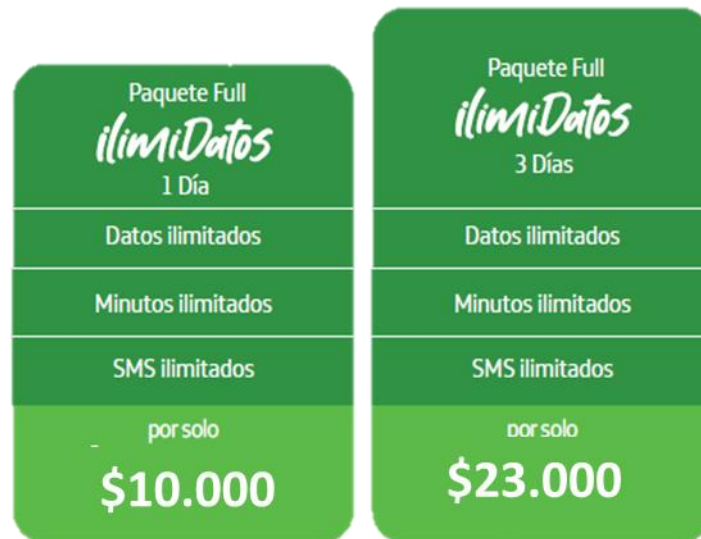 Paquete Full
ilimiDatos
1 Día
Datos ilimitados
Minutos ilimitados
SMS ilimitados
por solo
$10.000
Paquete Full
ilimiDatos
3 Días
Datos ilimitados
Minutos ilimitados
SMS ilimitados
por solo
$23.000